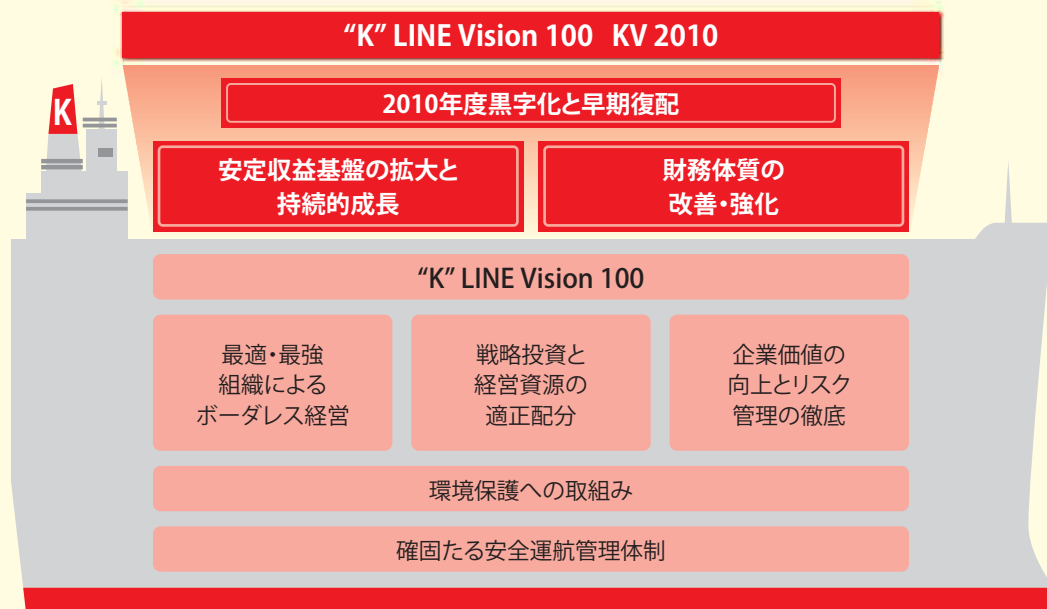 “K” LINE Vision 100 KV 2010
K
2010年度黒字化と早期復配
安定収益基盤の拡大と
持続的成長
財務体質の
改善・強化
“K” LINE Vision 100
最適・最強
組織による
ボーダレス経営
戦略投資と
経営資源の
適正配分
企業価値の
向上とリスク
管理の徹底
環境保護への取組み
確固たる安全運航管理体制